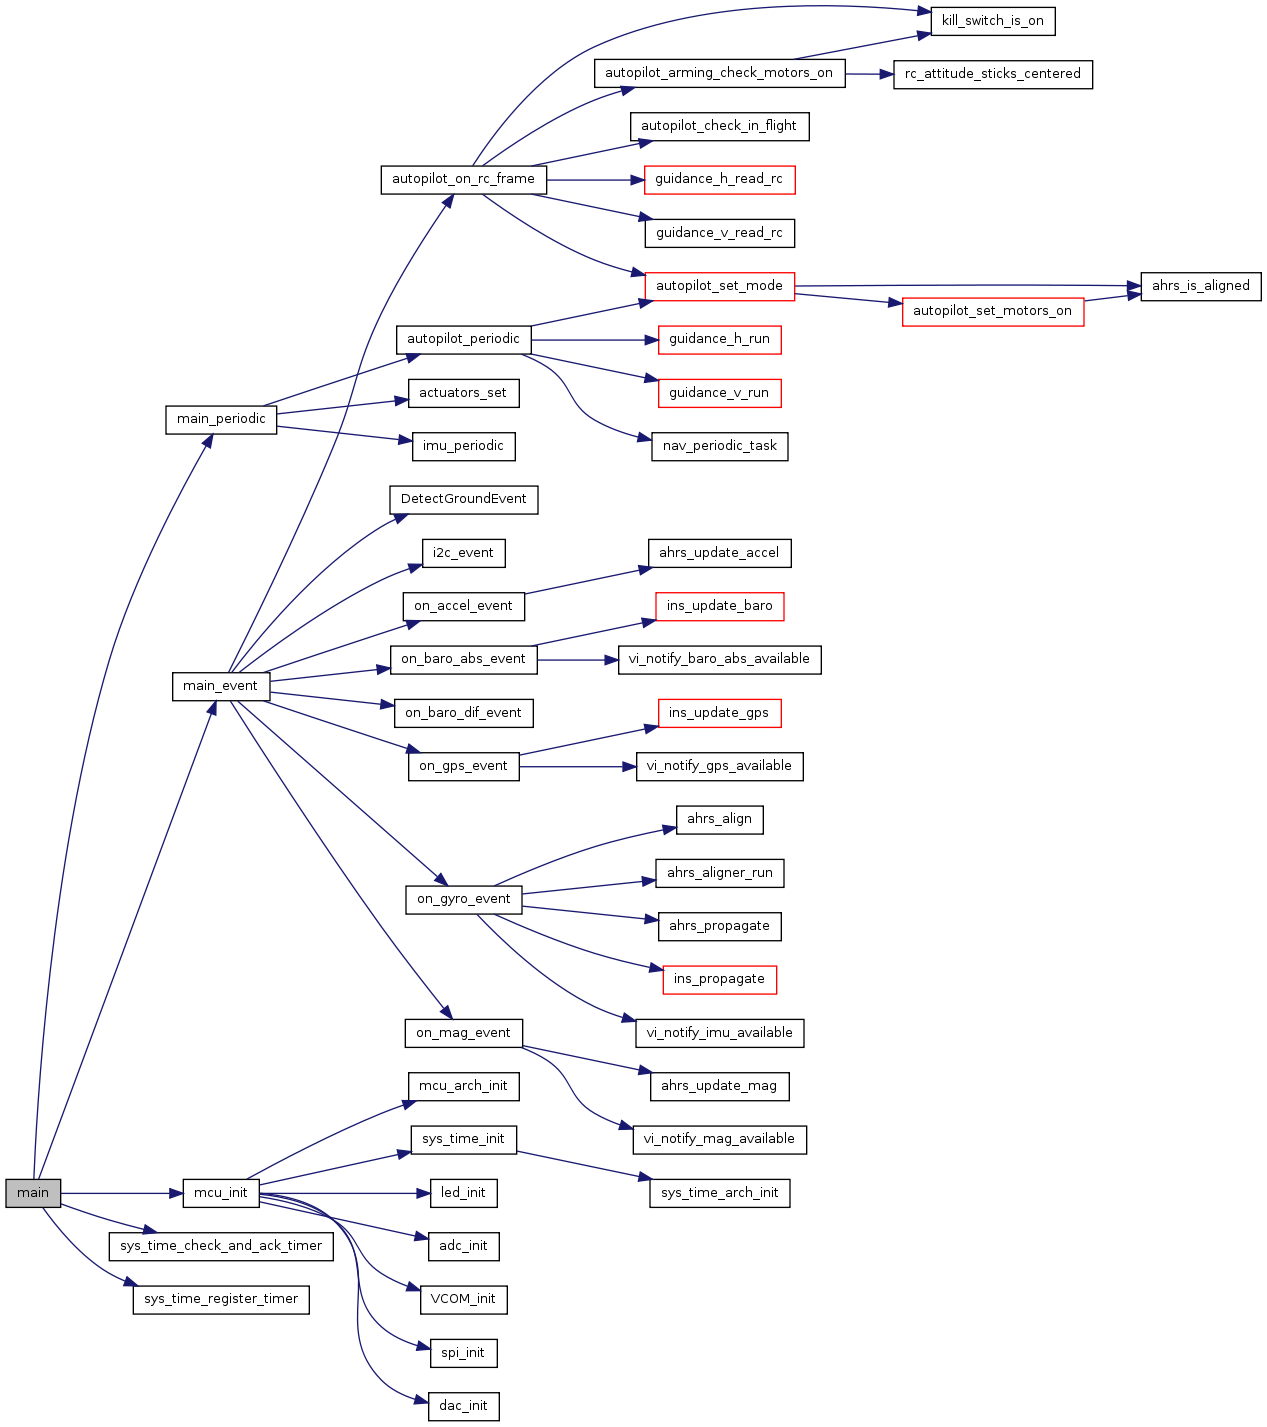 kill_switch_is_on
autopilot_arming_check_motors_on
rc_attitude_sticks_centered
autopilot_check_in_flight
autopilot_on_rc_frame
guidance_h_read_rc
guidance_v_read_rc
autopilot_set_mode
ahrs_is_aligned
autopilot_set_motors_on
autopilot_periodic
guidance_h_run
actuators_set
guidance_v_run
main_periodic
imu_periodic
nav_periodic_task
DetectGroundEvent
i2c_event
ahrs_update_accel
on_accel_event
ins_update_baro
on_baro_abs_event
vi_notify_baro_abs_available
main_event
on_baro_dif_event
ins_update_gps
on_gps_event
vi_notify_gps_available
ahrs_align
ahrs_aligner_run
on_gyro_event
ahrs_propagate
ins_propagate
on_mag_event
vi_notify_imu_available
mcu_arch_init
ahrs_update_mag
sys_time_init
vi_notify_mag_available
main
mcu_init
led_init
sys_time_arch_init
sys_time_check_and_ack_timer
adc_init
sys_time_register_timer
VCOM_init
spi_init
dac_init